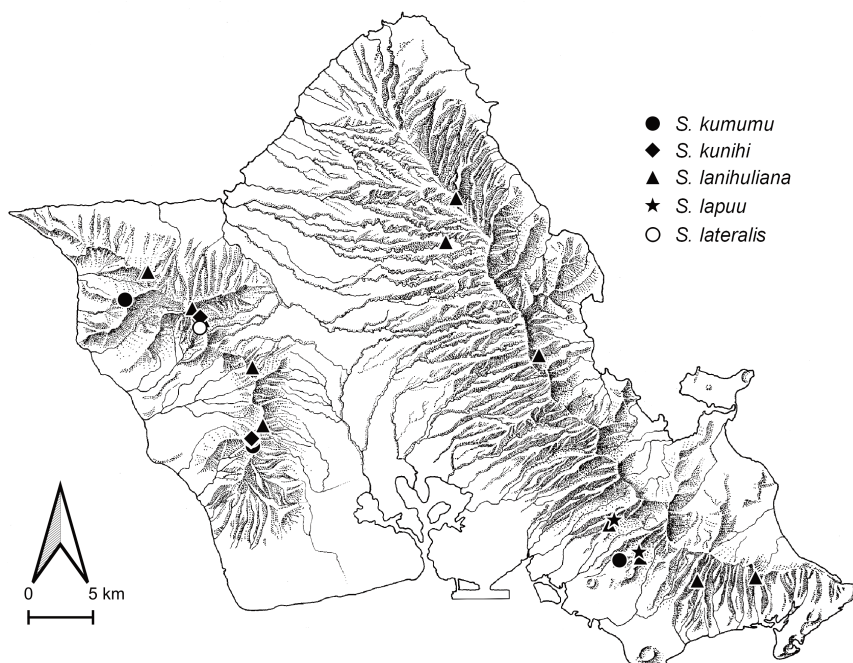 S. kumumu
S. kunihi
S. lanihuliana
S. lapuu
S. lateralis
0 5 km